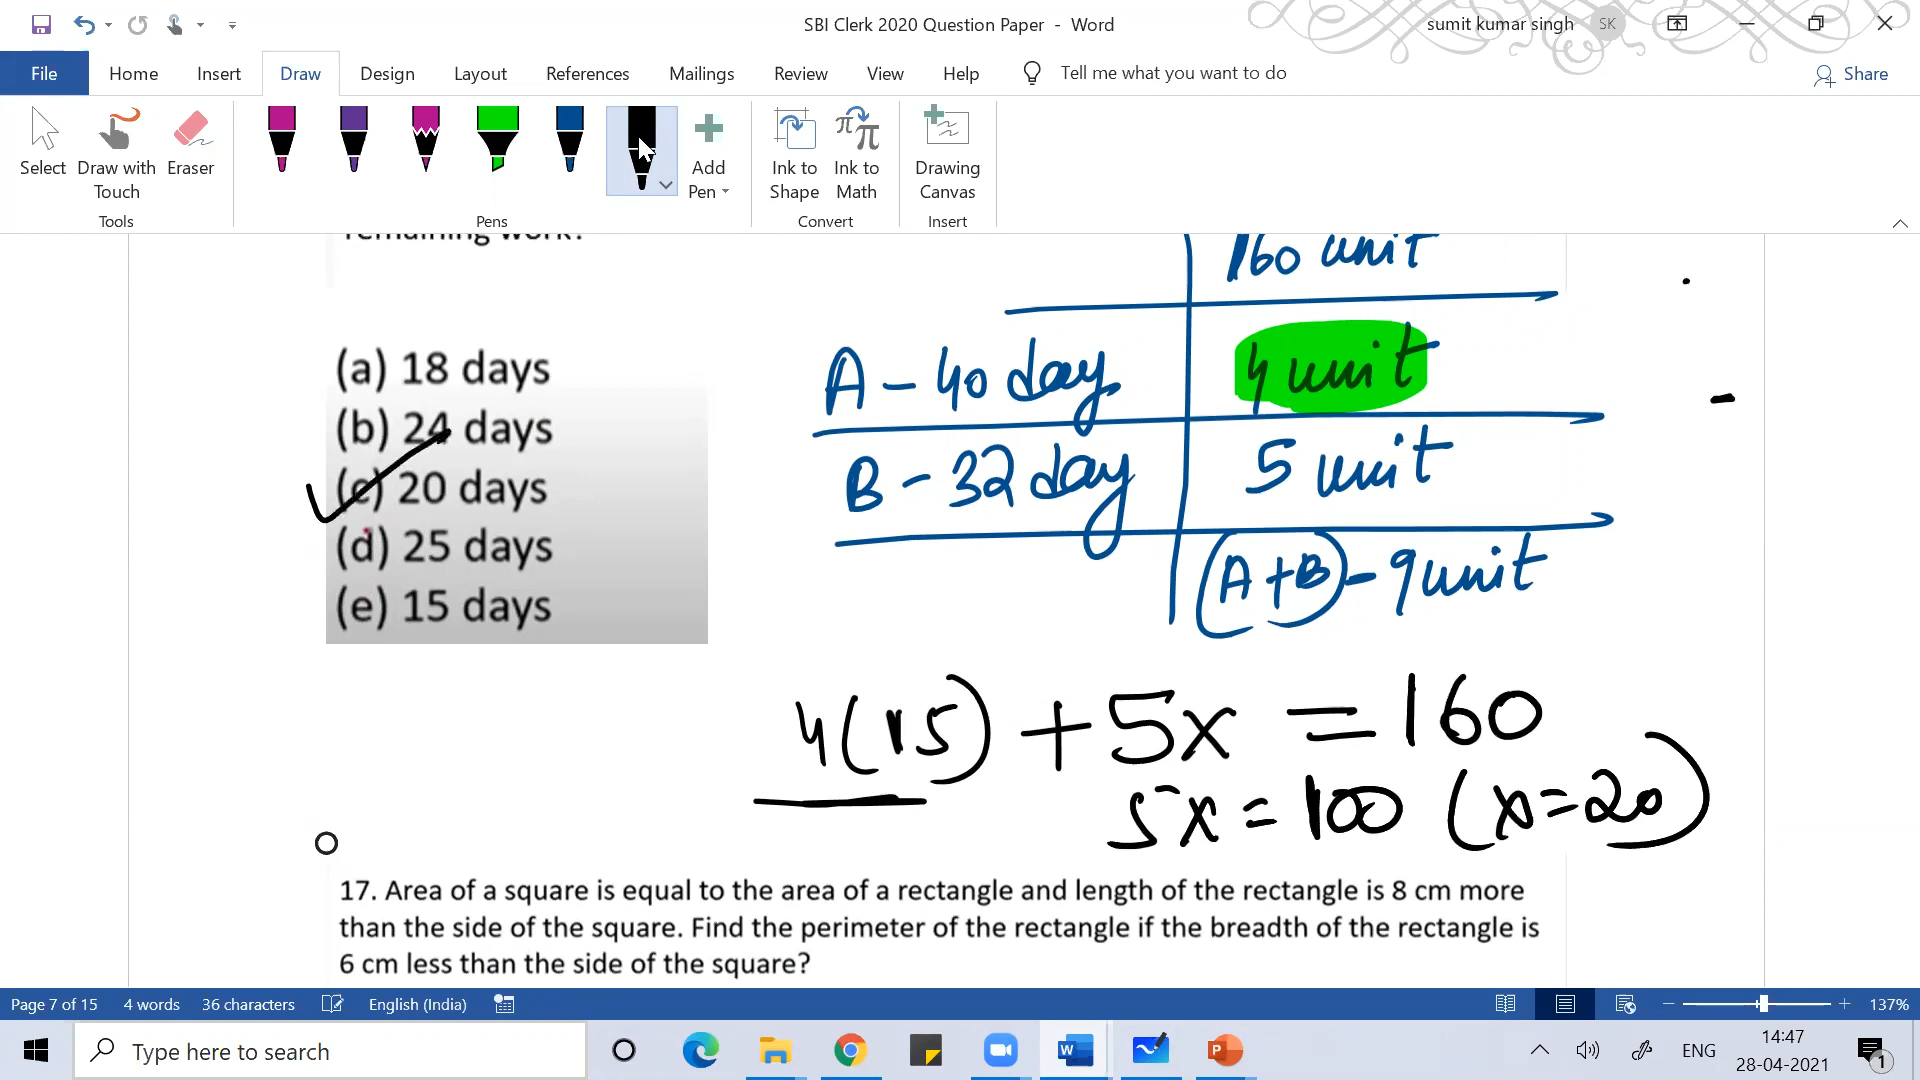 SBI Clerk 2020 Question Paper - Word
sumit kumar singh SK
File Home Insert Draw Design Layout References Mailings Review View Help Tell me what you want to do Share
Select Draw with Touch Eraser
Tools
Pens
Add Pen
Ink to Shape Ink to Math
Convert
Drawing Canvas
Insert
remaining work?
160 unit
(a) 18 days
(b) 24 days
(c) 20 days
(d) 25 days
(e) 15 days
A - 40 day 4 unit
B - 32 day 5 unit
(A+B) - 9 unit
4(15) + 5x = 160
5x = 100 (x=20)
17. Area of a square is equal to the area of a rectangle and length of the rectangle is 8 cm more
than the side of the square. Find the perimeter of the rectangle if the breadth of the rectangle is
6 cm less than the side of the square?
Page 7 of 15 4 words 36 characters English (India) 137%
Type here to search
ENG
14:47
28-04-2021
1